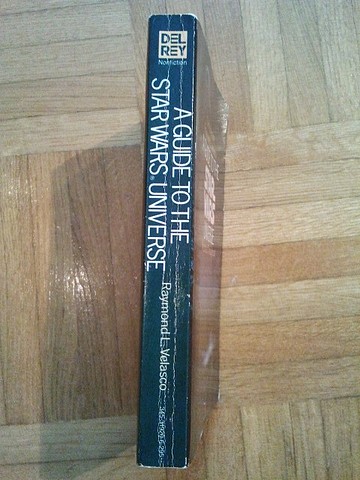 DEL
REY
Nonfiction
A GUIDE TO THE
STAR WARS® UNIVERSE
Raymond L. Velasco